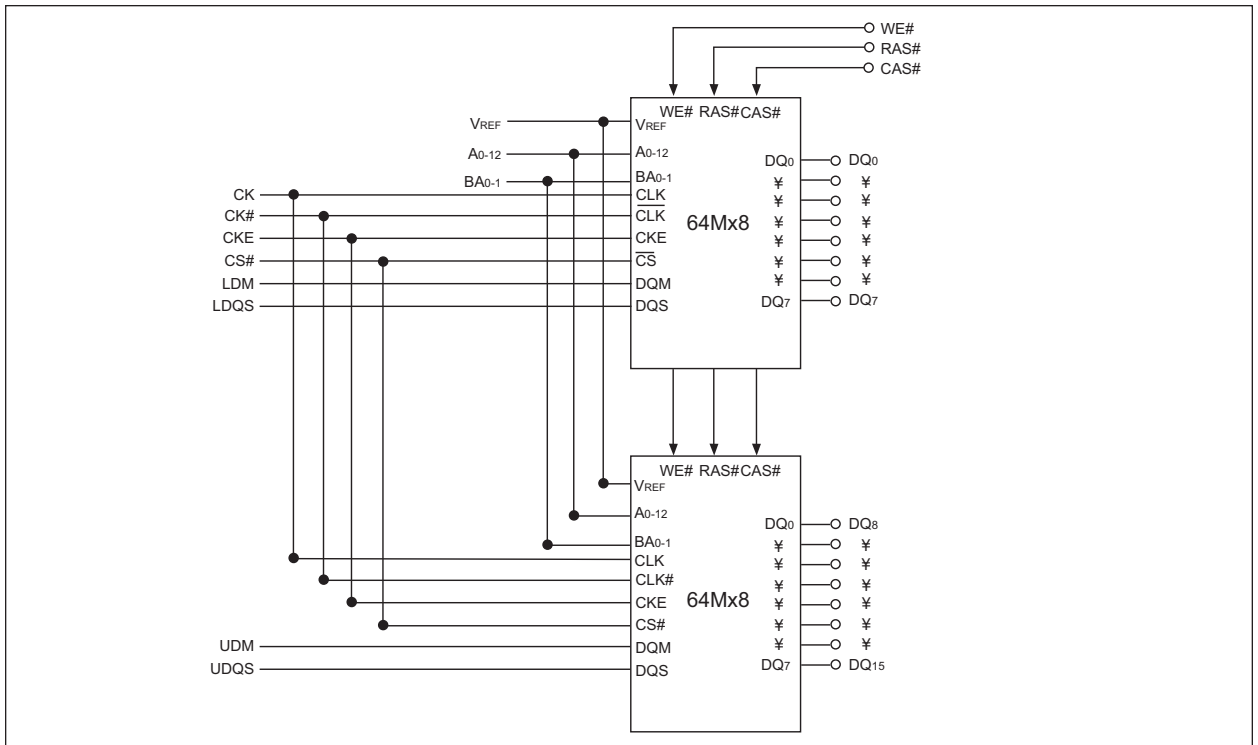 WE#
RAS#
CAS#
WE# RAS# CAS#
VREF VREF
A0-12 A0-12
DQ0 DQ0
BA0-1 BA0-1
¥ ¥
CK CLK
¥ ¥
CK# CLK
64Mx8
¥ ¥
CKE CKE
¥ ¥
CS# CS
¥ ¥
LDM DQM
¥ ¥
LDQS DQS
DQ7 DQ7
WE# RAS# CAS#
VREF
A0-12
DQ0 DQ8
BA0-1
¥ ¥
CLK
¥ ¥
CLK#
¥ ¥
CKE
64Mx8
¥ ¥
CS#
¥ ¥
UDM DQM
¥ ¥
UDQS DQS
DQ7 DQ15